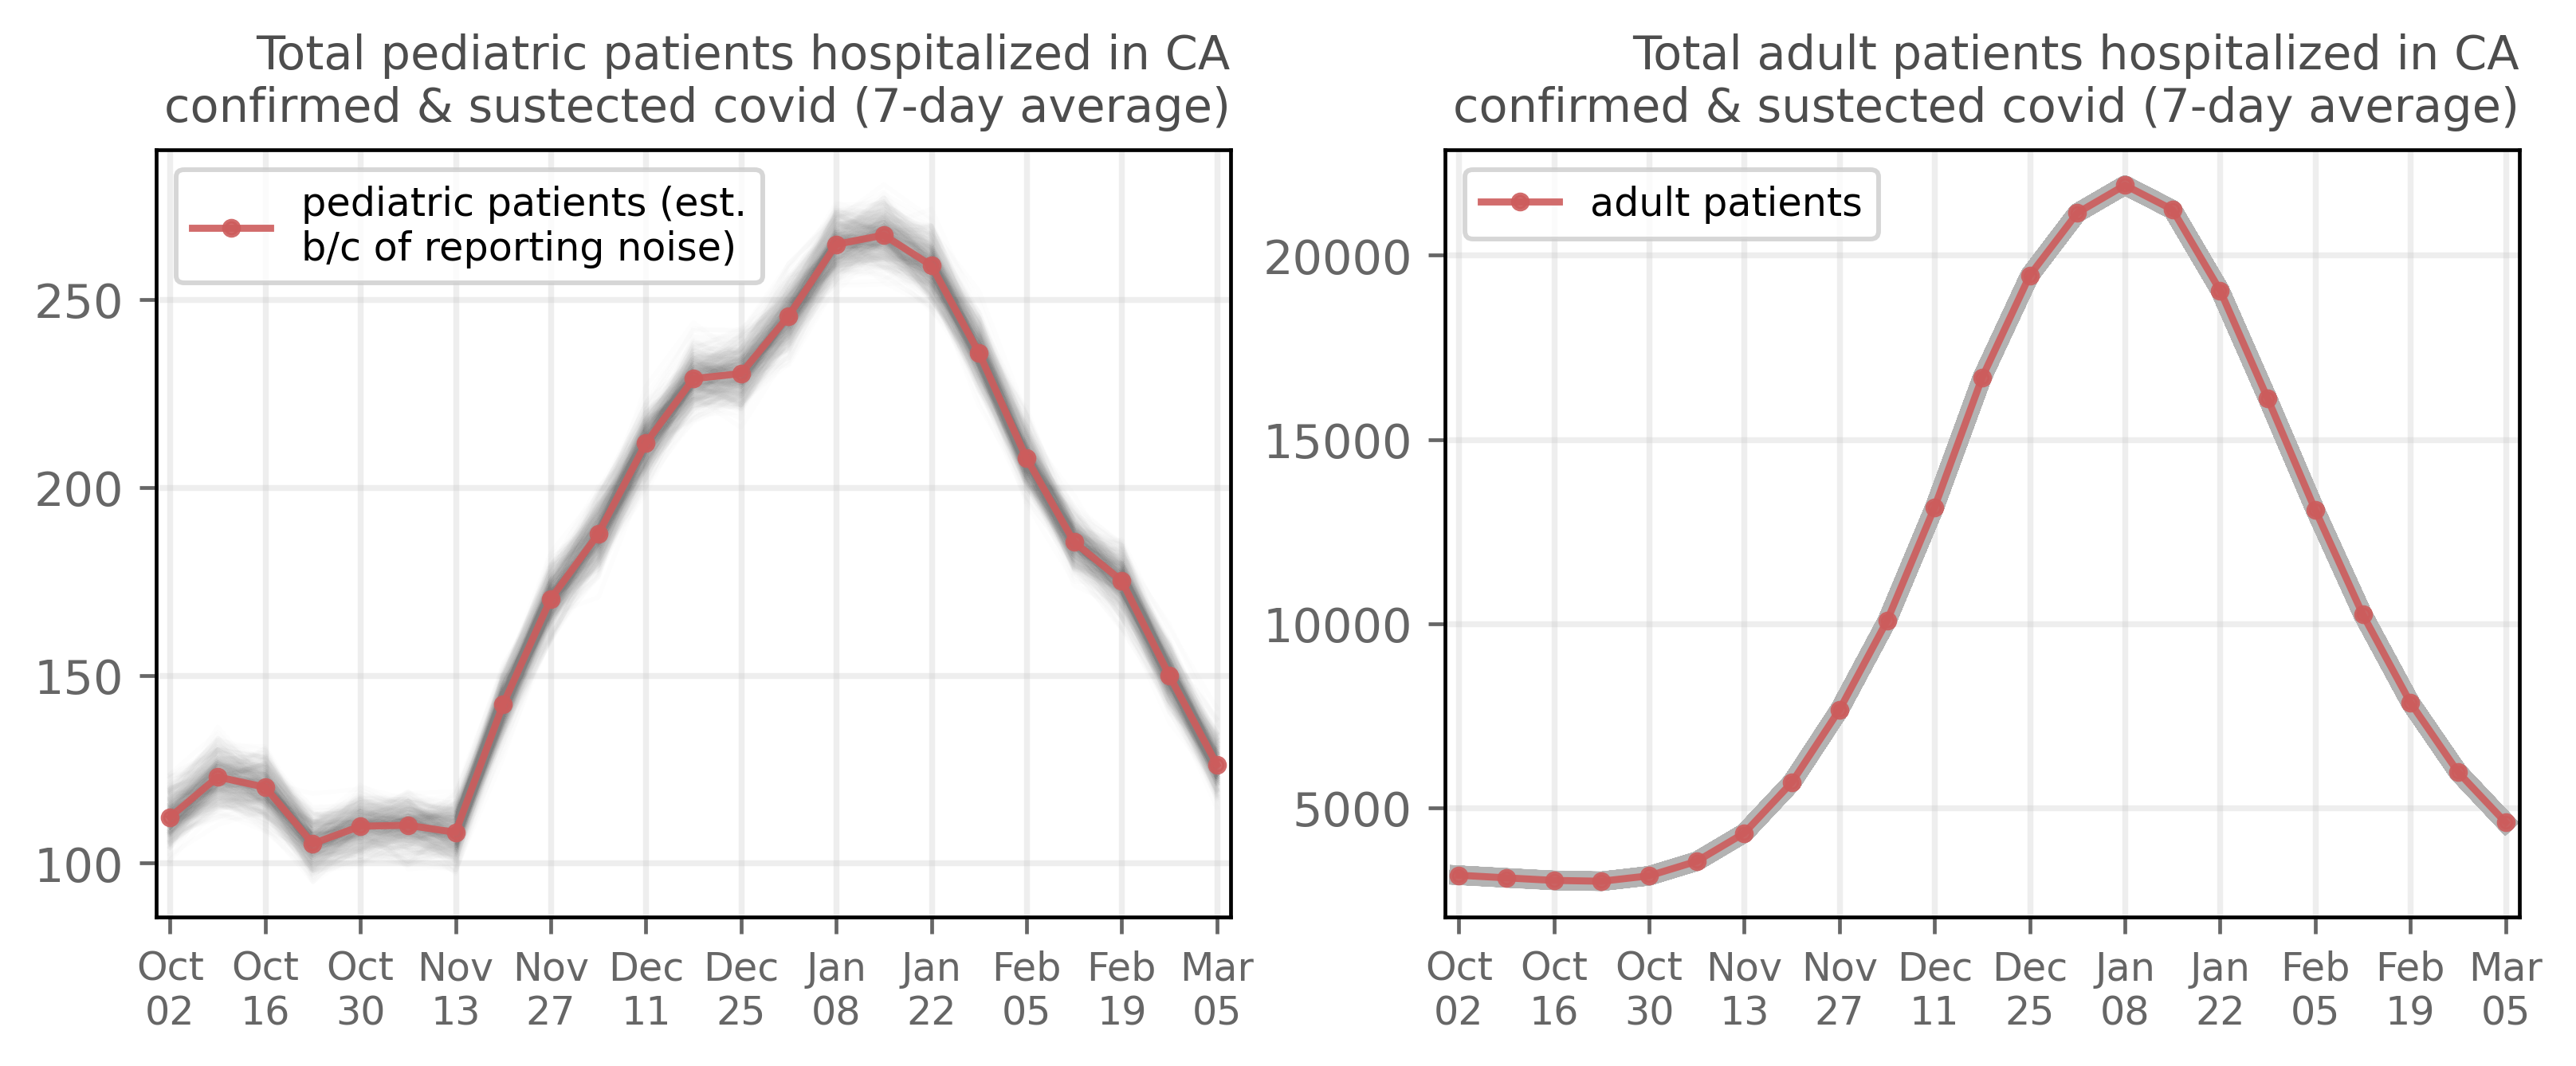 Total pediatric patients hospitalized in CA
confirmed & sustected covid (7-day average)
pediatric patients (est.
b/c of reporting noise)
250
200
150
100
Oct Oct Oct Nov Nov Dec Dec Jan Jan Feb Feb Mar
02 16 30 13 27 11 25 08 22 05 19 05
Total adult patients hospitalized in CA
confirmed & sustected covid (7-day average)
adult patients
20000
15000
10000
5000
Oct Oct Oct Nov Nov Dec Dec Jan Jan Feb Feb Mar
02 16 30 13 27 11 25 08 22 05 19 05